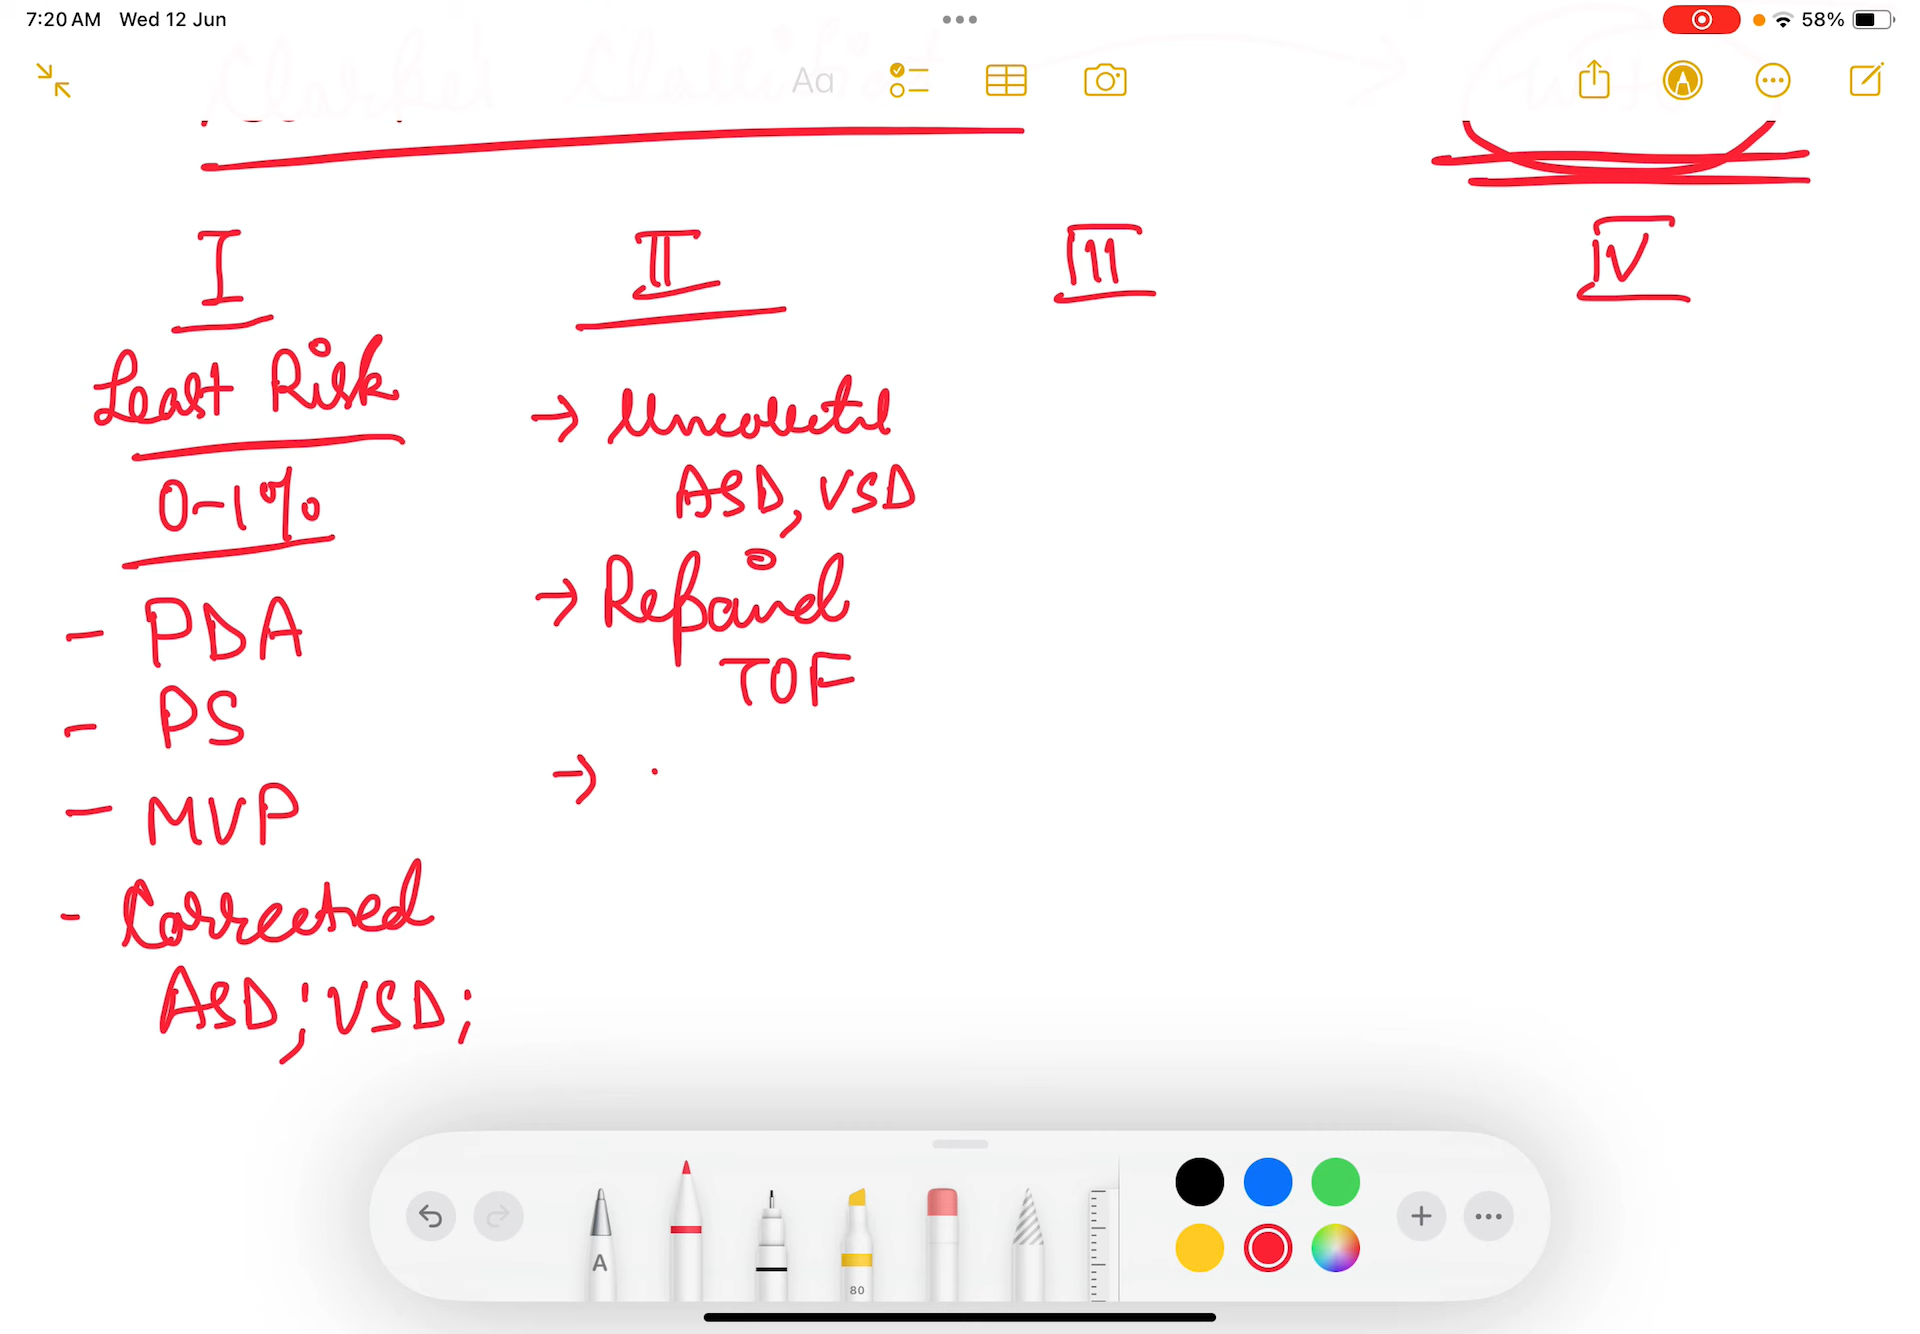 7:20 AM Wed 12 Jun
58%
Aa
I II III IV
Least Risk
0-1%
- PDA
- PS
- MVP
- Corrected
ASD; VSD;
→ Uncorrected
ASD, VSD
→ Repaired
TOF
→
A
80